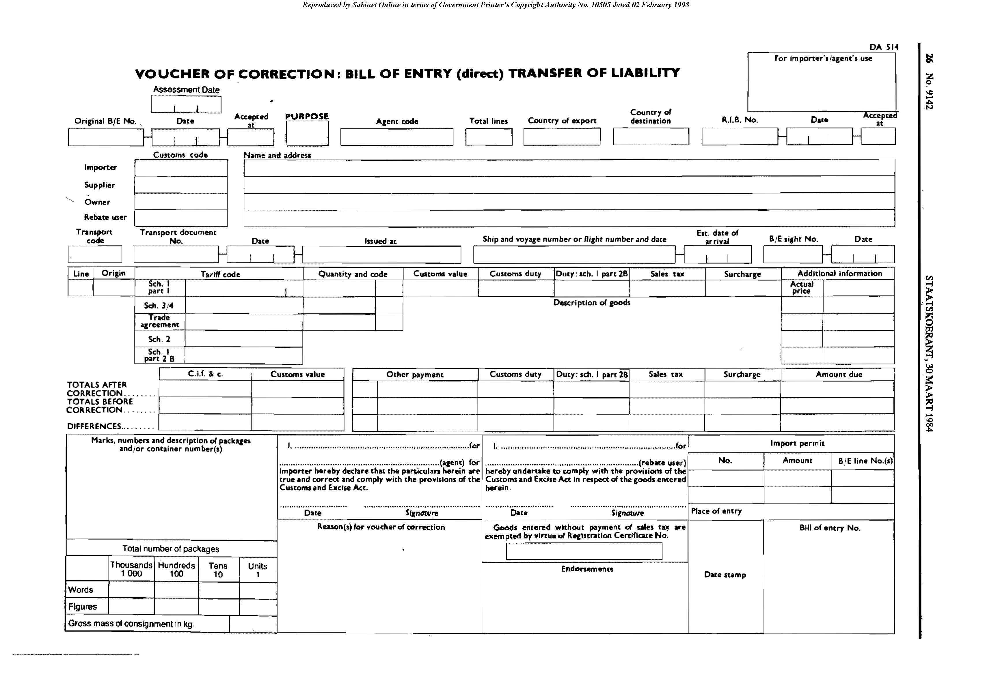 Reproduced by Sabinet Online in terms of Government Printer's Copyright Authority No. 10505 dated 02 February 1998
DA 514
For importer's/agent's use
VOUCHER OF CORRECTION: BILL OF ENTRY (direct) TRANSFER OF LIABILITY
Assessment Date
Original B/E No.
Date
Accepted
at
PURPOSE
Agent code
Total lines
Country of export
Country of
destination
R.I.B. No.
Date
Accepted
at
Customs code
Name and address
Importer
Supplier
Owner
Rebate user
Transport
code
Transport document
No.
Date
Issued at
Ship and voyage number or flight number and date
Est. date of
arrival
B/E sight No.
Date
Line
Origin
Tariff code
Quantity and code
Customs value
Customs duty
Duty: sch. 1 part 2B
Sales tax
Surcharge
Additional information
Sch. 1
part 1
Actual
price
Sch. 3/4
Description of goods
Trade
agreement
Sch. 2
Sch. 1
part 2 B
C.i.f. & c.
Customs value
Other payment
Customs duty
Duty: sch. 1 part 2B
Sales tax
Surcharge
Amount due
TOTALS AFTER
CORRECTION........
TOTALS BEFORE
CORRECTION........
DIFFERENCES.........
Marks, numbers and description of packages
and/or container number(s)
I, ......................................................................for
...............................................................(agent) for
importer hereby declare that the particulars herein are
true and correct and comply with the provisions of the
Customs and Excise Act.
Date
Signature
I, ......................................................................for
.............................................................(rebate user)
hereby undertake to comply with the provisions of the
Customs and Excise Act in respect of the goods entered
herein.
Date
Signature
Import permit
No.
Amount
B/E line No.(s)
Place of entry
Reason(s) for voucher of correction
Goods entered without payment of sales tax are
exempted by virtue of Registration Certificate No.
Endorsements
Date stamp
Bill of entry No.
Total number of packages
Thousands
1 000
Hundreds
100
Tens
10
Units
1
Words
Figures
Gross mass of consignment in kg.
26 No. 9142
STAATSKOERANT, 30 MAART 1984